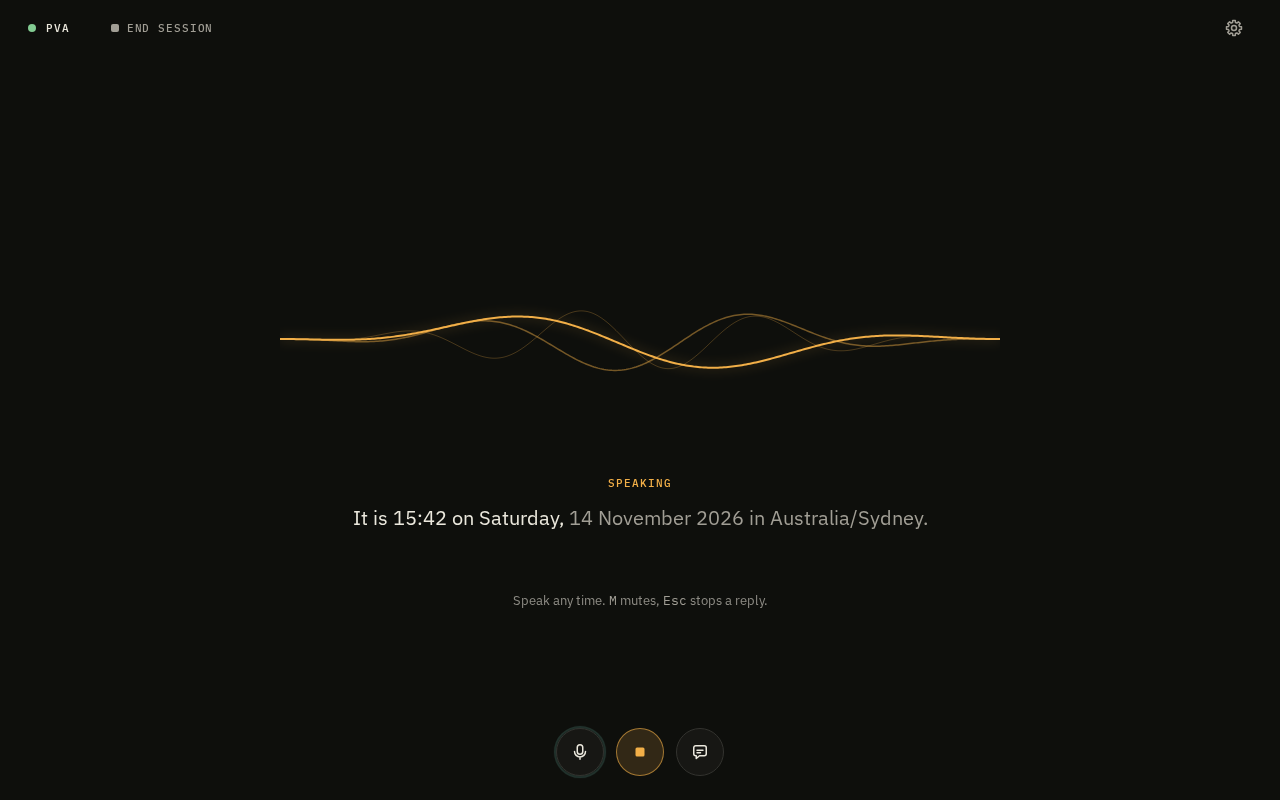 PVA
END SESSION
SPEAKING
It is 15:42 on Saturday, 14 November 2026 in Australia/Sydney.
Speak any time. M mutes, Esc stops a reply.